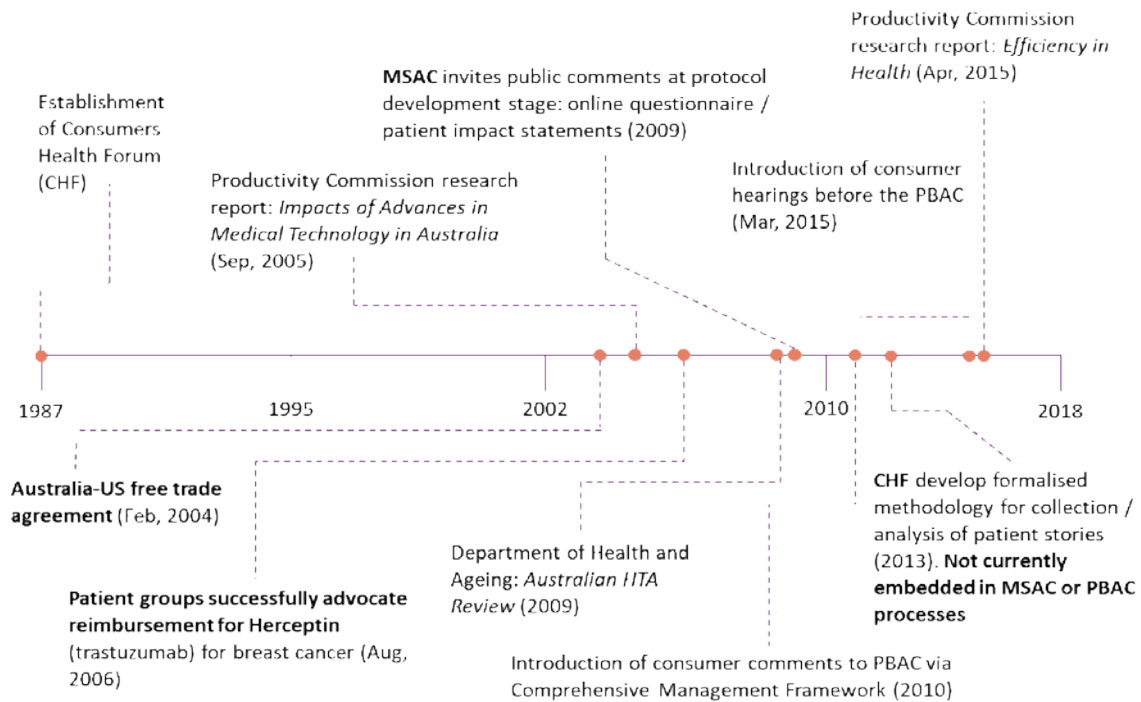 Productivity Commission
research report: Efficiency in
Health (Apr, 2015)
MSAC invites public comments at protocol
development stage: online questionnaire /
patient impact statements (2009)
Establishment
of Consumers
Health Forum
(CHF)
Productivity Commission research
report: Impacts of Advances in
Medical Technology in Australia
(Sep, 2005)
Introduction of consumer
hearings before the PBAC
(Mar, 2015)
1987
1995
2002
2010
2018
Australia-US free trade
agreement (Feb, 2004)
Patient groups successfully advocate
reimbursement for Herceptin
(trastuzumab) for breast cancer (Aug,
2006)
Department of Health and
Ageing: Australian HTA
Review (2009)
Introduction of consumer comments to PBAC via
Comprehensive Management Framework (2010)
CHF develop formalised
methodology for collection /
analysis of patient stories
(2013). Not currently
embedded in MSAC or PBAC
processes